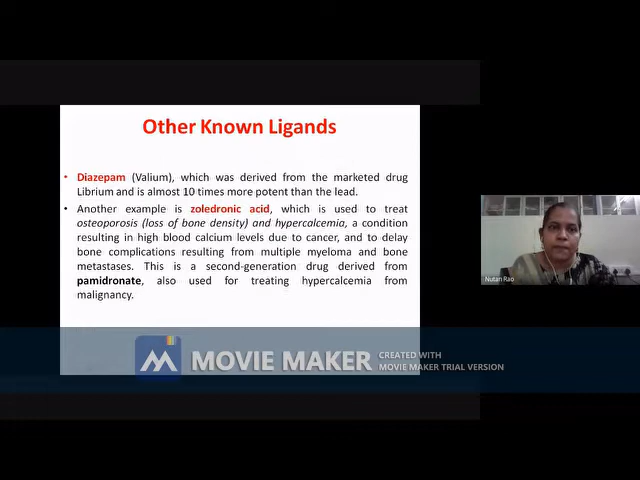 Other Known Ligands
• Diazepam (Valium), which was derived from the marketed drug
Librium and is almost 10 times more potent than the lead.
• Another example is zoledronic acid, which is used to treat
osteoporosis (loss of bone density) and hypercalcemia, a condition
resulting in high blood calcium levels due to cancer, and to delay
bone complications resulting from multiple myeloma and bone
metastases. This is a second-generation drug derived from
pamidronate, also used for treating hypercalcemia from
malignancy.
Nutan Rao
MOVIE MAKER
CREATED WITH
MOVIE MAKER TRIAL VERSION